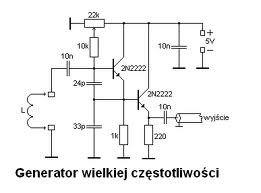 22k
+
10k
10n
5V
10n
2N2222
24p
2N2222
10n
L
wyjście
33p
1k
220
Generator wielkiej częstotliwości